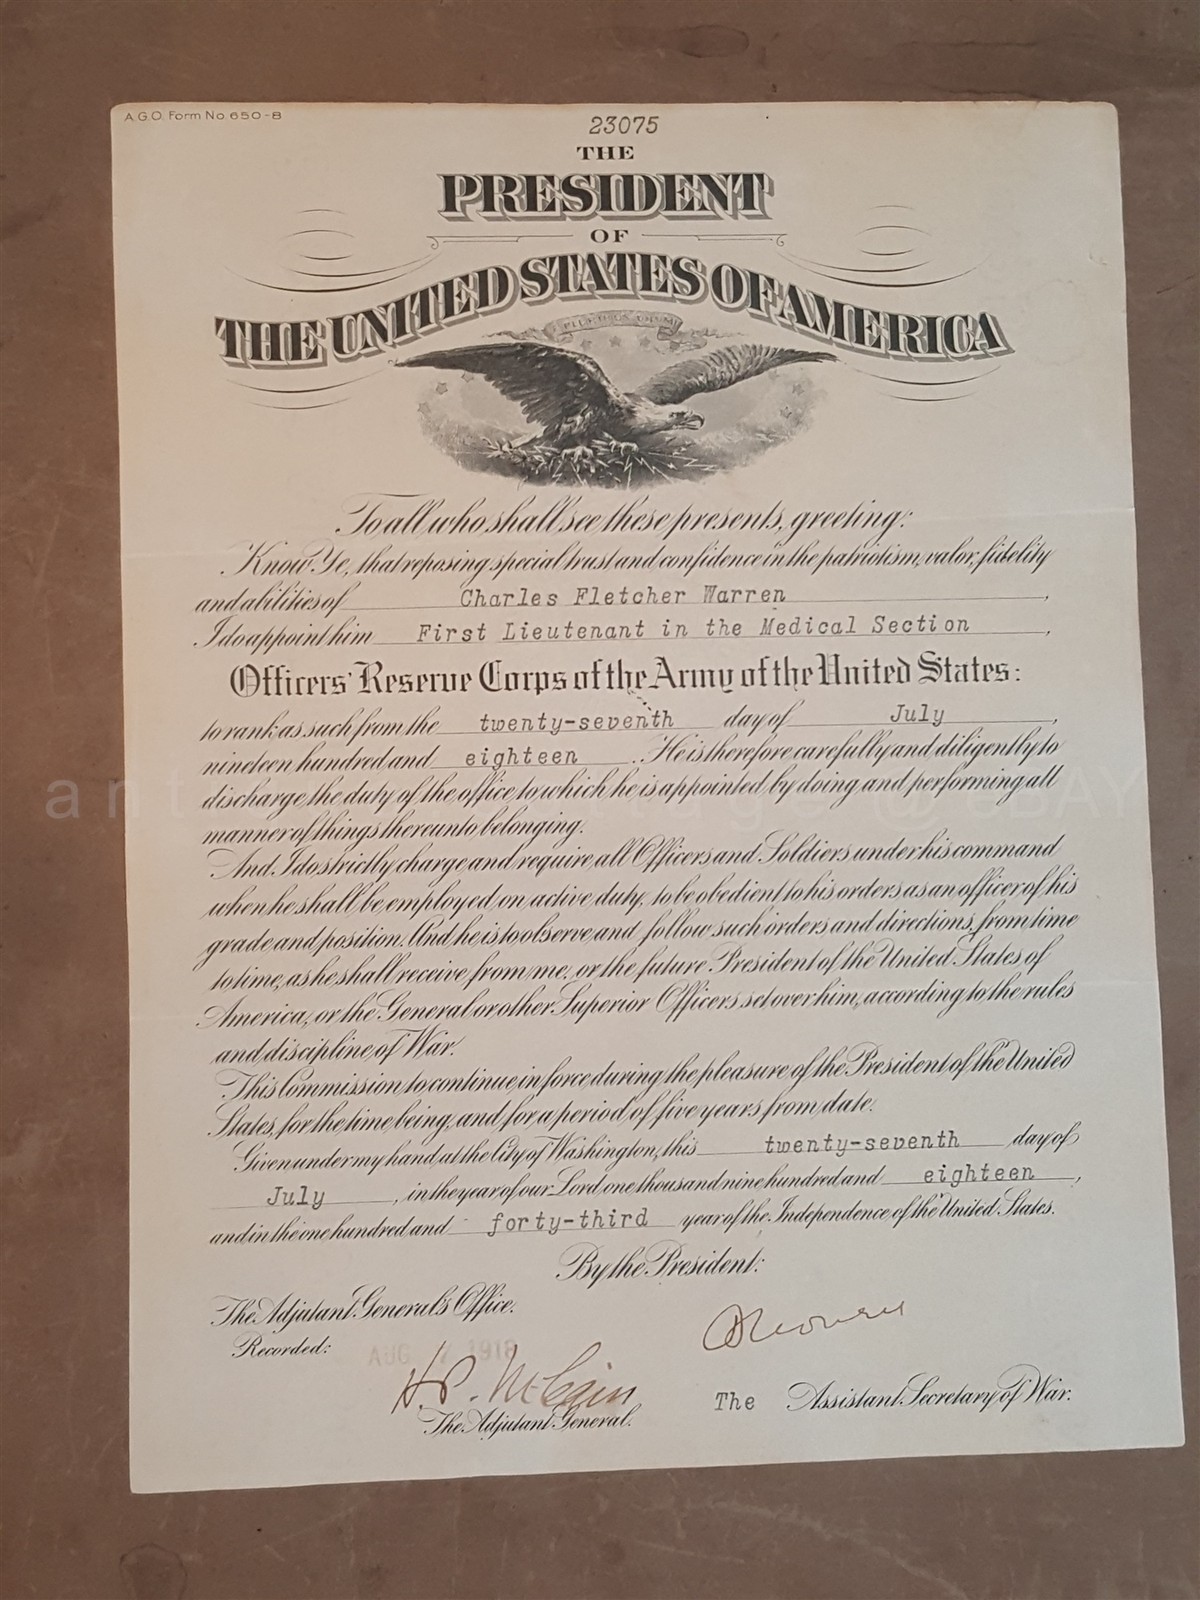 A.G.O. Form No 650-B
23075
THE
PRESIDENT
OF
THE UNITED STATES OF AMERICA
To all who shall see these presents, greeting:
Know Ye, that reposing special trust and confidence in the patriotism, valor, fidelity
and abilities of Charles Fletcher Warren,
I do appoint him First Lieutenant in the Medical Section,
Officers' Reserve Corps of the Army of the United States:
to rank as such from the twenty-seventh day of July,
nineteen hundred and eighteen. He is therefore carefully and diligently to
discharge the duty of the office to which he is appointed by doing and performing all
manner of things thereunto belonging.
And I do strictly charge and require all Officers and Soldiers under his command
when he shall be employed on active duty, to be obedient to his orders as an officer of his
grade and position. And he is to observe and follow such orders and directions, from time
to time, as he shall receive from me, or the future President of the United States of
America, or the General or other Superior Officers set over him, according to the rules
and discipline of War.
This Commission to continue in force during the pleasure of the President of the United
States, for the time being, and for a period of five years from date.
Given under my hand, at the City of Washington, this twenty-seventh day of
July, in the year of our Lord one thousand nine hundred and eighteen,
and in the one hundred and forty-third year of the Independence of the United States.
By the President:
The Adjutant General's Office.
Recorded: AUG 7 1918
H.P. McCain
The Adjutant General.
The Assistant Secretary of War.